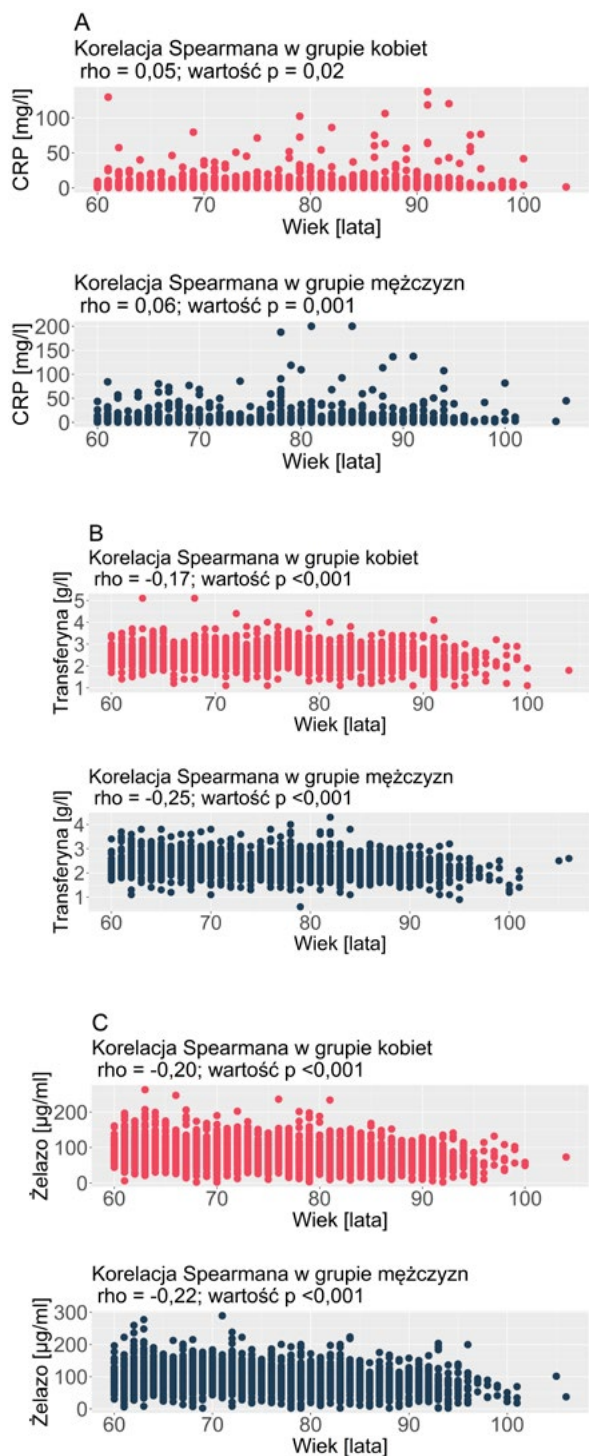 A
Korelacja Spearmana w grupie kobiet
rho = 0,05; wartość p = 0,02
CRP [mg/l]
100
50
0
60 70 80 90 100
Wiek [lata]
Korelacja Spearmana w grupie mężczyzn
rho = 0,06; wartość p = 0,001
CRP [mg/l]
200
150
100
50
0
60 70 80 90 100
Wiek [lata]
B
Korelacja Spearmana w grupie kobiet
rho = -0,17; wartość p <0,001
Transferyna [g/l]
5
4
3
2
1
60 70 80 90 100
Wiek [lata]
Korelacja Spearmana w grupie mężczyzn
rho = -0,25; wartość p <0,001
Transferyna [g/l]
4
3
2
1
60 70 80 90 100
Wiek [lata]
C
Korelacja Spearmana w grupie kobiet
rho = -0,20; wartość p <0,001
Żelazo [µg/ml]
200
100
0
60 70 80 90 100
Wiek [lata]
Korelacja Spearmana w grupie mężczyzn
rho = -0,22; wartość p <0,001
Żelazo [µg/ml]
300
200
100
0
60 70 80 90 100
Wiek [lata]